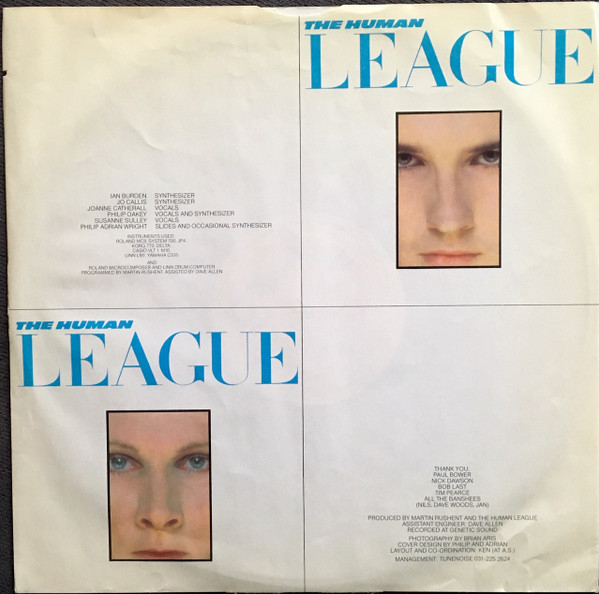 THE HUMAN
LEAGUE
IAN BURDEN SYNTHESIZER
JO CALLIS SYNTHESIZER
JOANNE CATHERALL VOCALS
PHILIP OAKEY VOCALS AND SYNTHESIZER
SUSANNE SULLEY VOCALS
PHILIP ADRIAN WRIGHT SLIDES AND OCCASIONAL SYNTHESIZER
INSTRUMENTS USED:
ROLAND MC8, SYSTEM 700, JP4
KORG 770, DELTA
CASIO VLT 1, M10
LINN LM1, YAMAHA CS15
AND
ROLAND MICROCOMPOSER AND LINN DRUM COMPUTER
PROGRAMMED BY MARTIN RUSHENT, ASSISTED BY DAVE ALLEN
THE HUMAN
LEAGUE
THANK YOU:
PAUL BOWER
NICK DAWSON
BOB LAST
TIM PEARCE
ALL THE BANSHEES
(NILS, DAVE WOODS, JAN)
PRODUCED BY MARTIN RUSHENT AND THE HUMAN LEAGUE
ASSISTANT ENGINEER: DAVE ALLEN
RECORDED AT GENETIC SOUND
PHOTOGRAPHY BY BRIAN ARIS
COVER DESIGN BY PHILIP AND ADRIAN
LAYOUT AND CO-ORDINATION: KEN (AT A.S.)
MANAGEMENT: TUNENOISE 031-225 2624